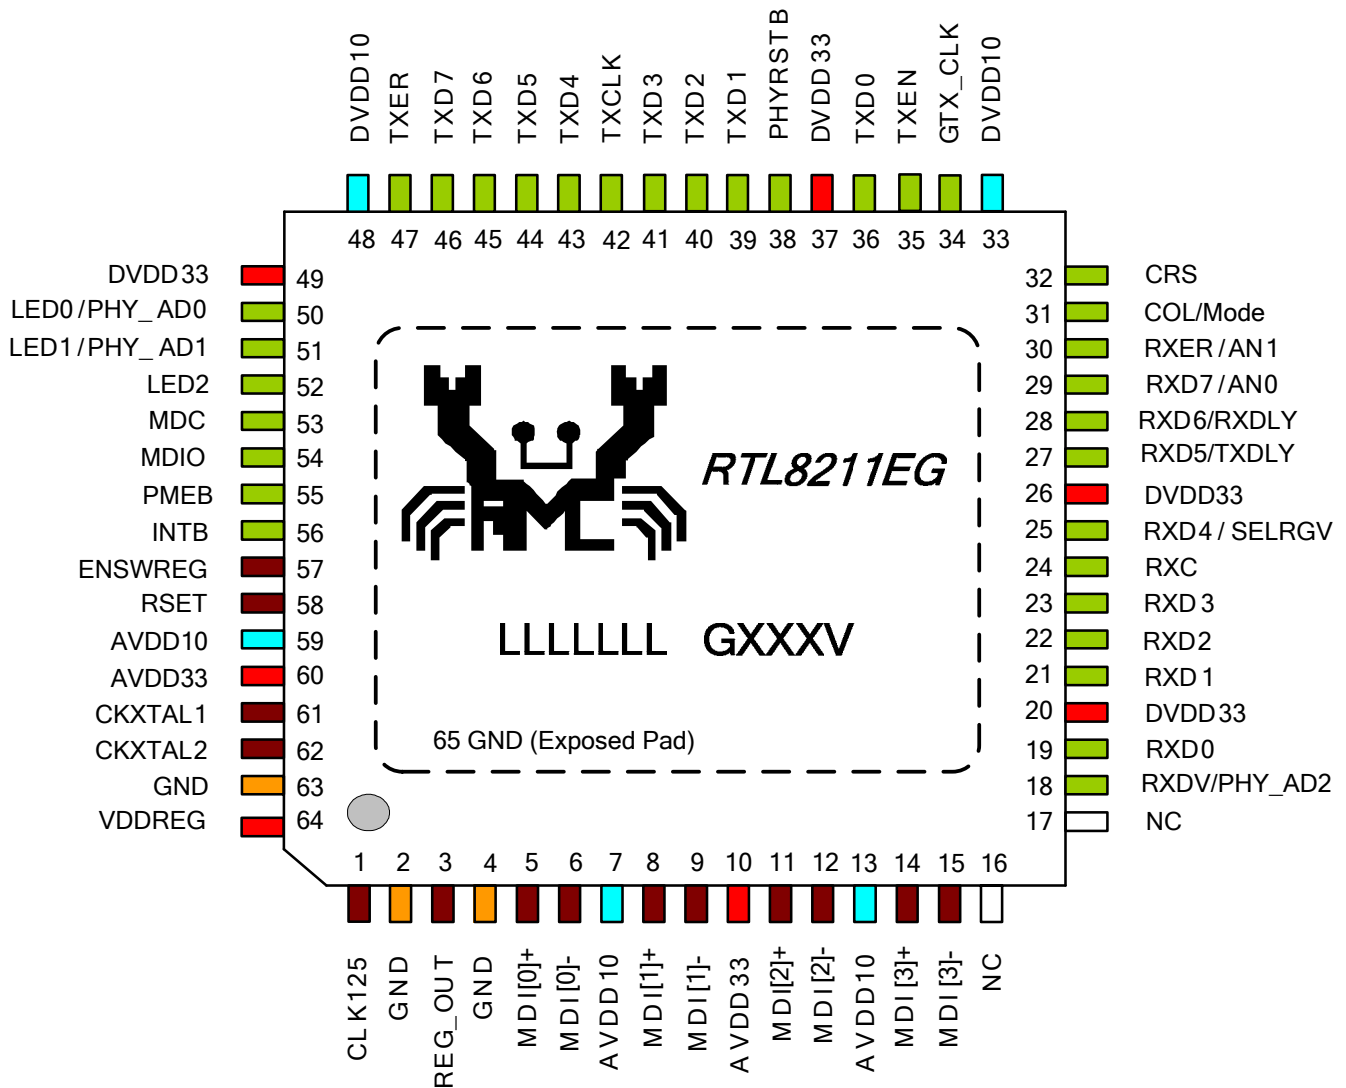 DVDD10
TXER
TXD7
TXD6
TXD5
TXD4
TXCLK
TXD3
TXD2
TXD1
PHYRSTB
DVDD33
TXD0
TXEN
GTX_CLK
DVDD10
48 47 46 45 44 43 42 41 40 39 38 37 36 35 34 33
DVDD33 49
LED0/PHY_AD0 50
LED1/PHY_AD1 51
LED2 52
MDC 53
MDIO 54
PMEB 55
INTB 56
ENSWREG 57
RSET 58
AVDD10 59
AVDD33 60
CKXTAL1 61
CKXTAL2 62
GND 63
VDDREG 64
RTL8211EG
LLLLLLL GXXXV
65 GND (Exposed Pad)
32 CRS
31 COL/Mode
30 RXER/AN1
29 RXD7/AN0
28 RXD6/RXDLY
27 RXD5/TXDLY
26 DVDD33
25 RXD4/SELRGV
24 RXC
23 RXD3
22 RXD2
21 RXD1
20 DVDD33
19 RXD0
18 RXDV/PHY_AD2
17 NC
1 2 3 4 5 6 7 8 9 10 11 12 13 14 15 16
CLK125
GND
REG_OUT
GND
MDI[0]+
MDI[0]-
AVDD10
MDI[1]+
MDI[1]-
AVDD33
MDI[2]+
MDI[2]-
AVDD10
MDI[3]+
MDI[3]-
NC